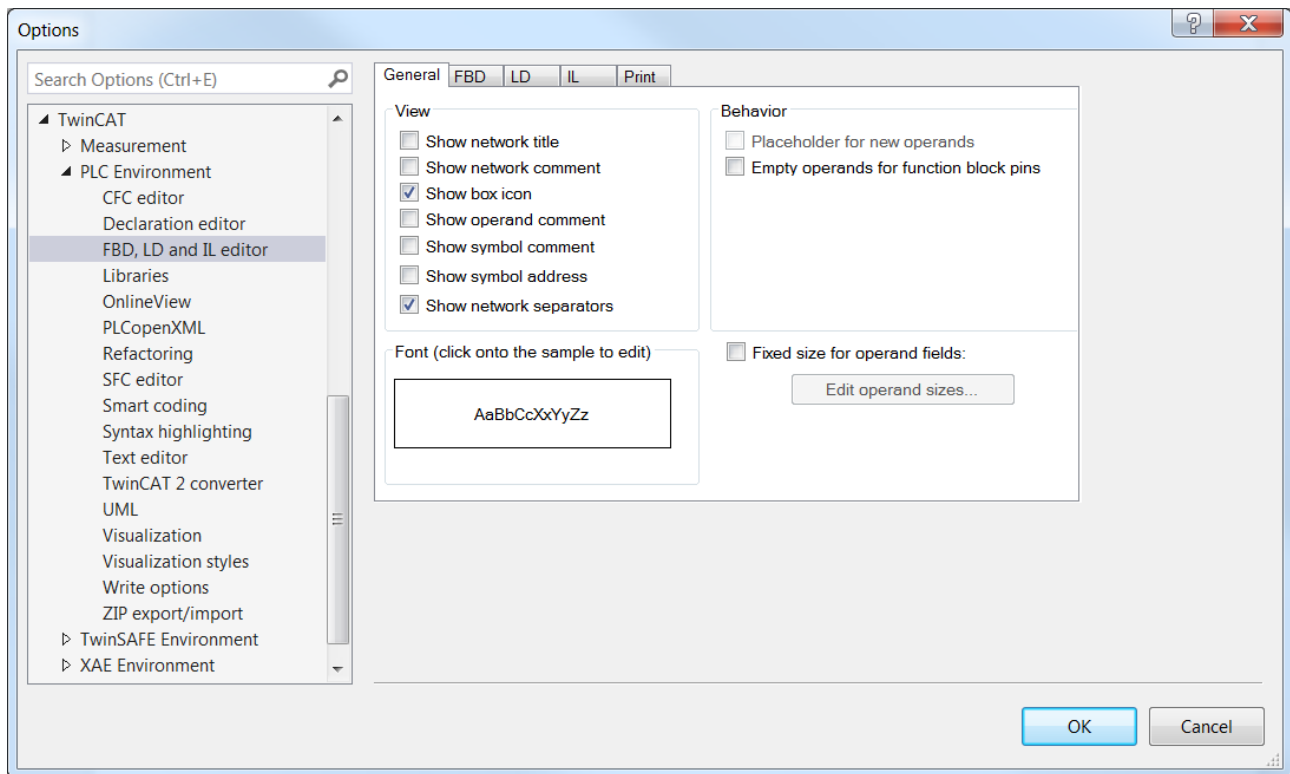 Options
Search Options (Ctrl+E)
TwinCAT
Measurement
PLC Environment
CFC editor
Declaration editor
FBD, LD and IL editor
Libraries
OnlineView
PLCopenXML
Refactoring
SFC editor
Smart coding
Syntax highlighting
Text editor
TwinCAT 2 converter
UML
Visualization
Visualization styles
Write options
ZIP export/import
TwinSAFE Environment
XAE Environment
General FBD LD IL Print
View
Show network title
Show network comment
Show box icon
Show operand comment
Show symbol comment
Show symbol address
Show network separators
Behavior
Placeholder for new operands
Empty operands for function block pins
Font (click onto the sample to edit)
AaBbCcXxYyZz
Fixed size for operand fields:
Edit operand sizes...
OK Cancel